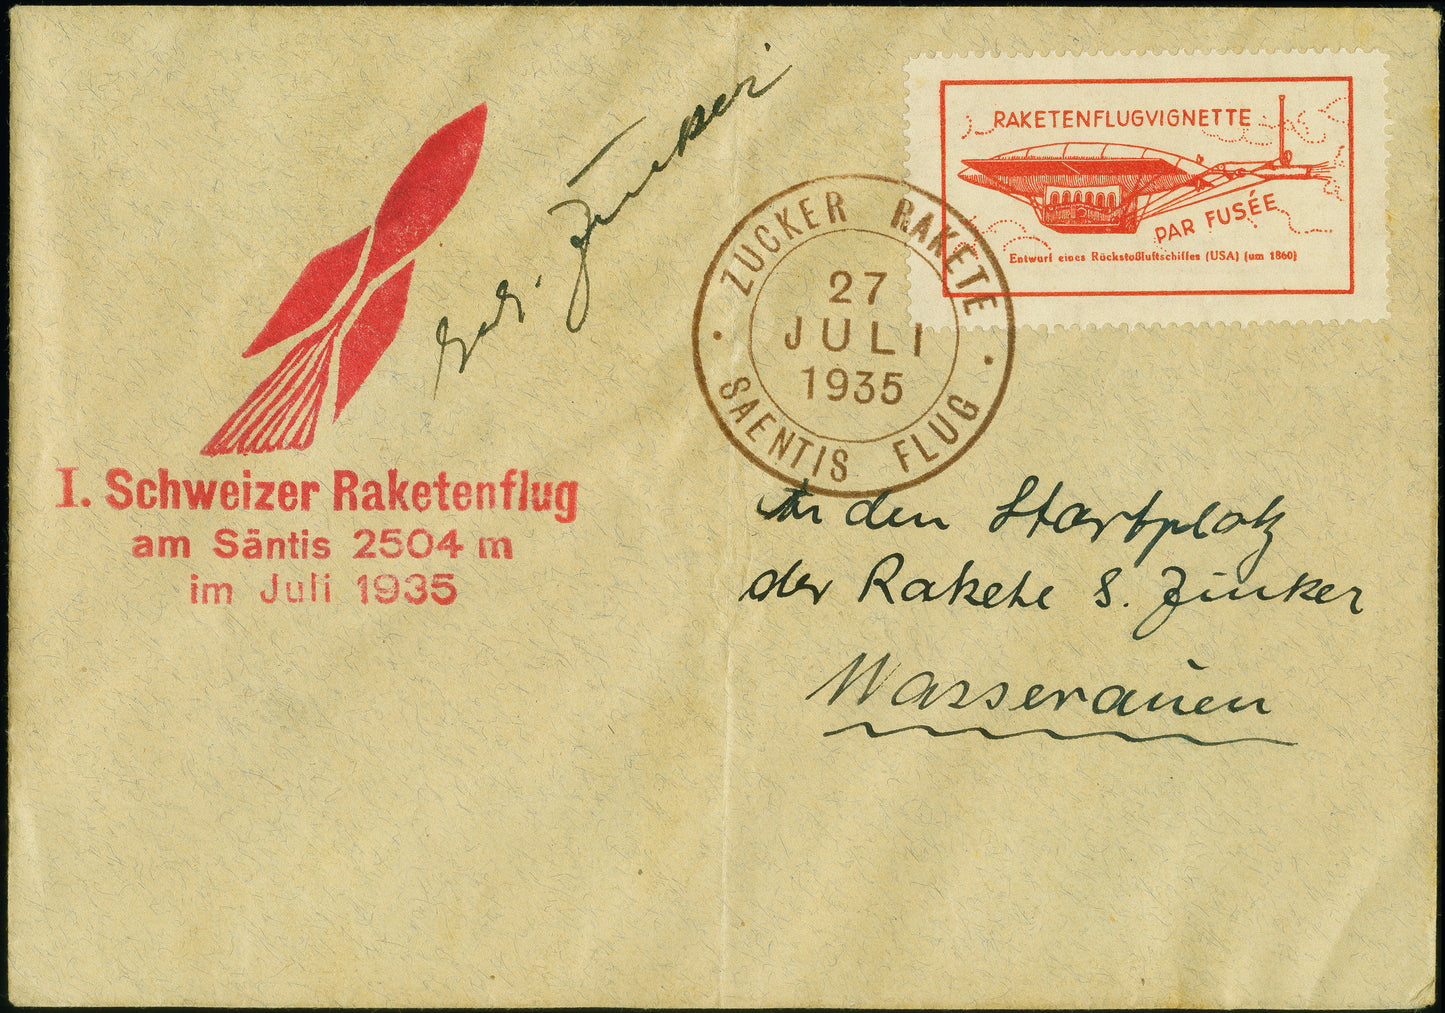 RAKETENFLUGVIGNETTE
PAR FUSÉE
Entwurf eines Rückstoßluftschiffes (USA) (um 1860)
ZUCKER RAKETE
27
JULI
1935
SAENTIS FLUG
Zucker
I. Schweizer Raketenflug
am Säntis 2504 m
im Juli 1935
An den Startplatz
der Rakete S. Zucker
Wasserauen